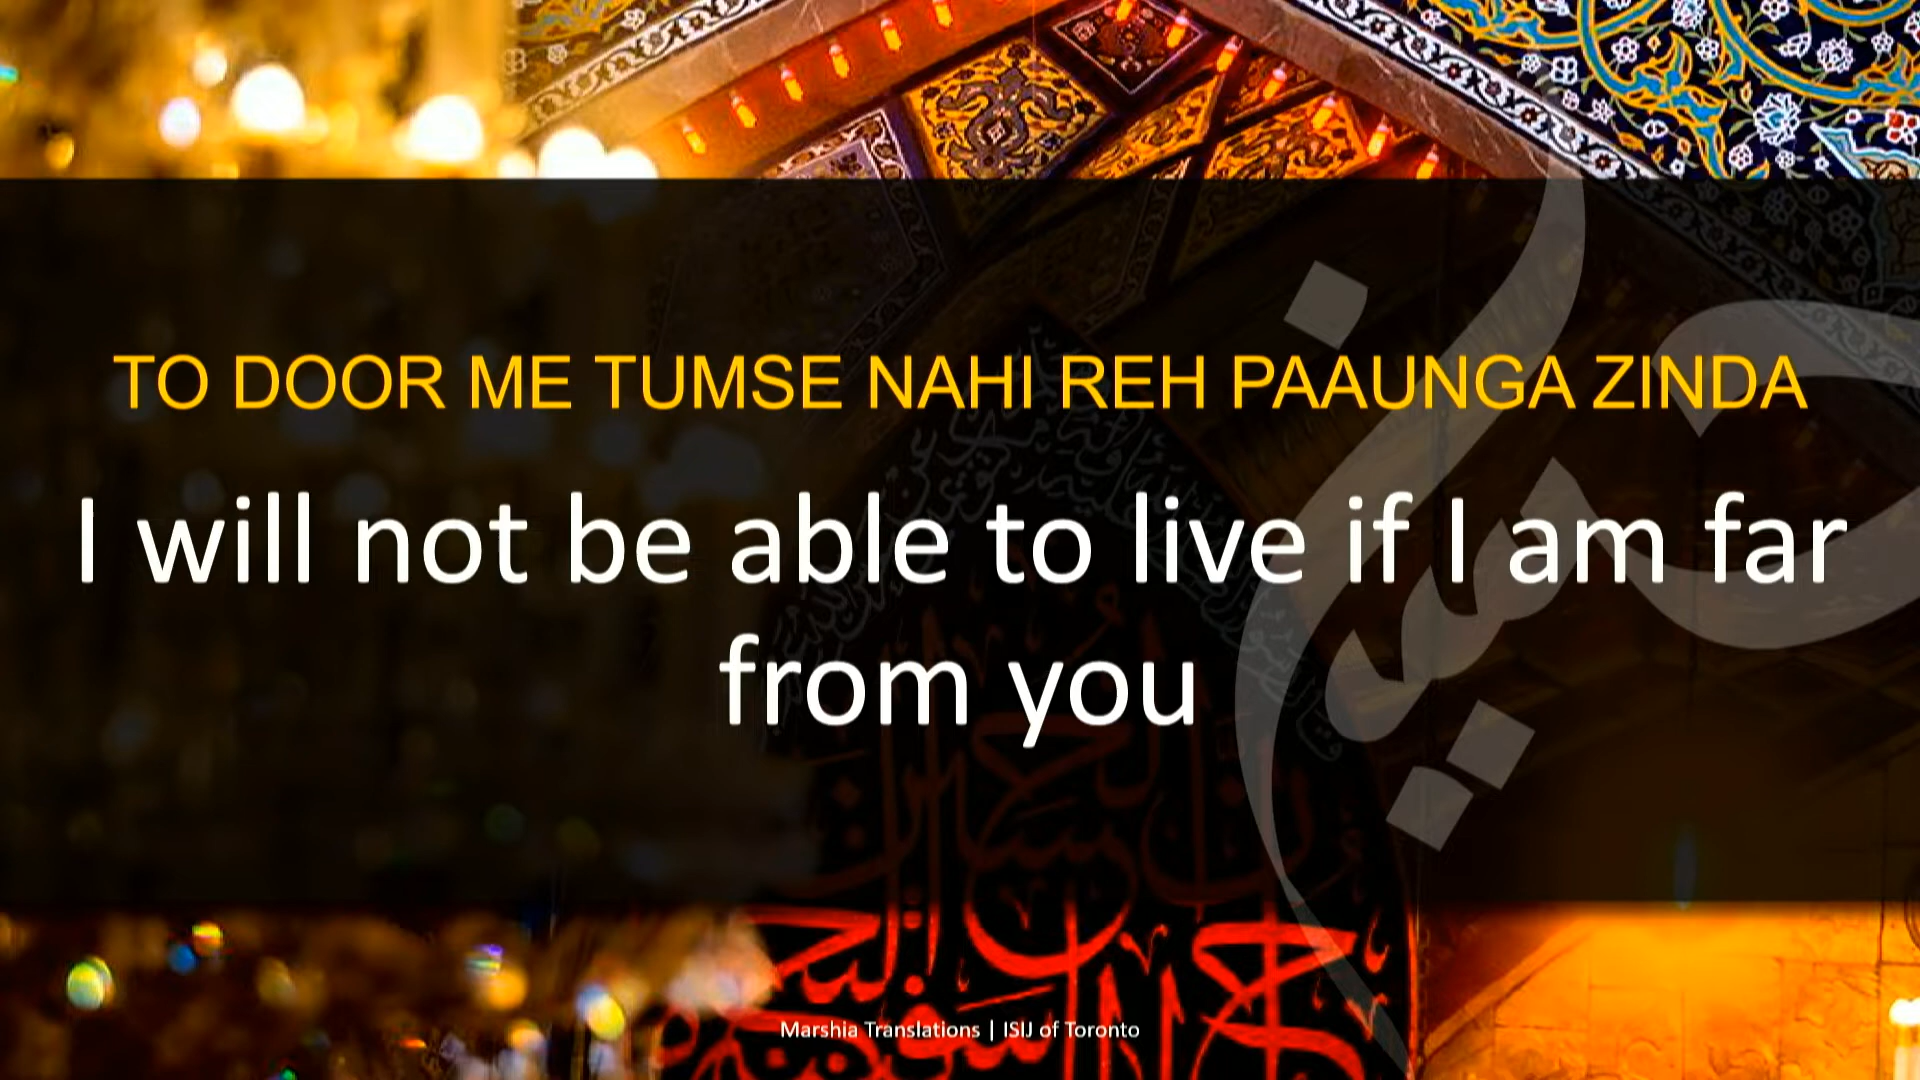 TO DOOR ME TUMSE NAHI REH PAAUNGA ZINDA
I will not be able to live if I am far
from you
Marshia Translations | ISIJ of Toronto